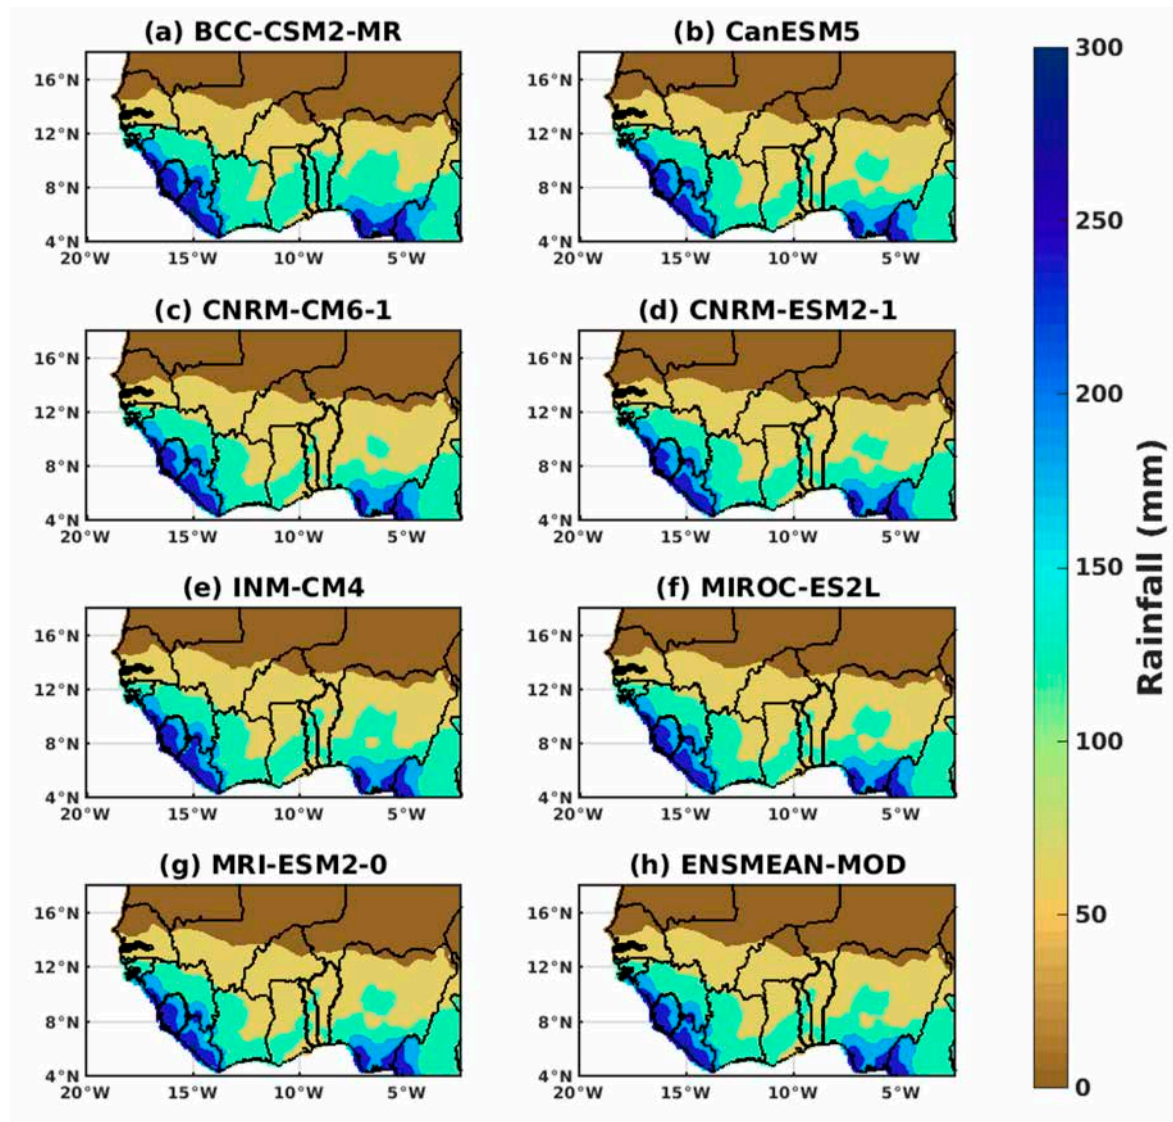 (a) BCC-CSM2-MR
(b) CanESM5
16°N
12°N
8°N
4°N
20°W
15°W
10°W
5°W
16°N
12°N
8°N
4°N
20°W
15°W
10°W
5°W
(c) CNRM-CM6-1
(d) CNRM-ESM2-1
16°N
12°N
8°N
4°N
20°W
15°W
10°W
5°W
16°N
12°N
8°N
4°N
20°W
15°W
10°W
5°W
(e) INM-CM4
(f) MIROC-ES2L
16°N
12°N
8°N
4°N
20°W
15°W
10°W
5°W
16°N
12°N
8°N
4°N
20°W
15°W
10°W
5°W
(g) MRI-ESM2-0
(h) ENSMEAN-MOD
16°N
12°N
8°N
4°N
20°W
15°W
10°W
5°W
16°N
12°N
8°N
4°N
20°W
15°W
10°W
5°W
300
250
200
150
100
50
0
Rainfall (mm)